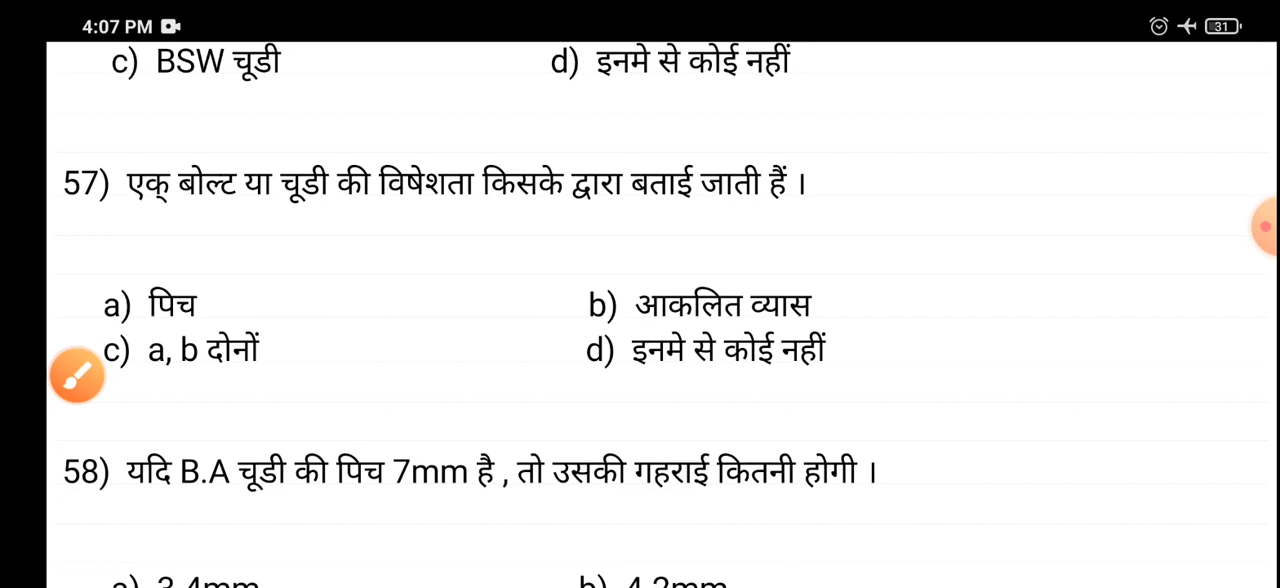 4:07 PM 31
c) BSW चूडी d) इनमे से कोई नहीं
57) एक् बोल्ट या चूडी की विषेशता किसके द्वारा बताई जाती हैं ।
a) पिच b) आकलित व्यास
c) a, b दोनों d) इनमे से कोई नहीं
58) यदि B.A चूडी की पिच 7mm है , तो उसकी गहराई कितनी होगी ।